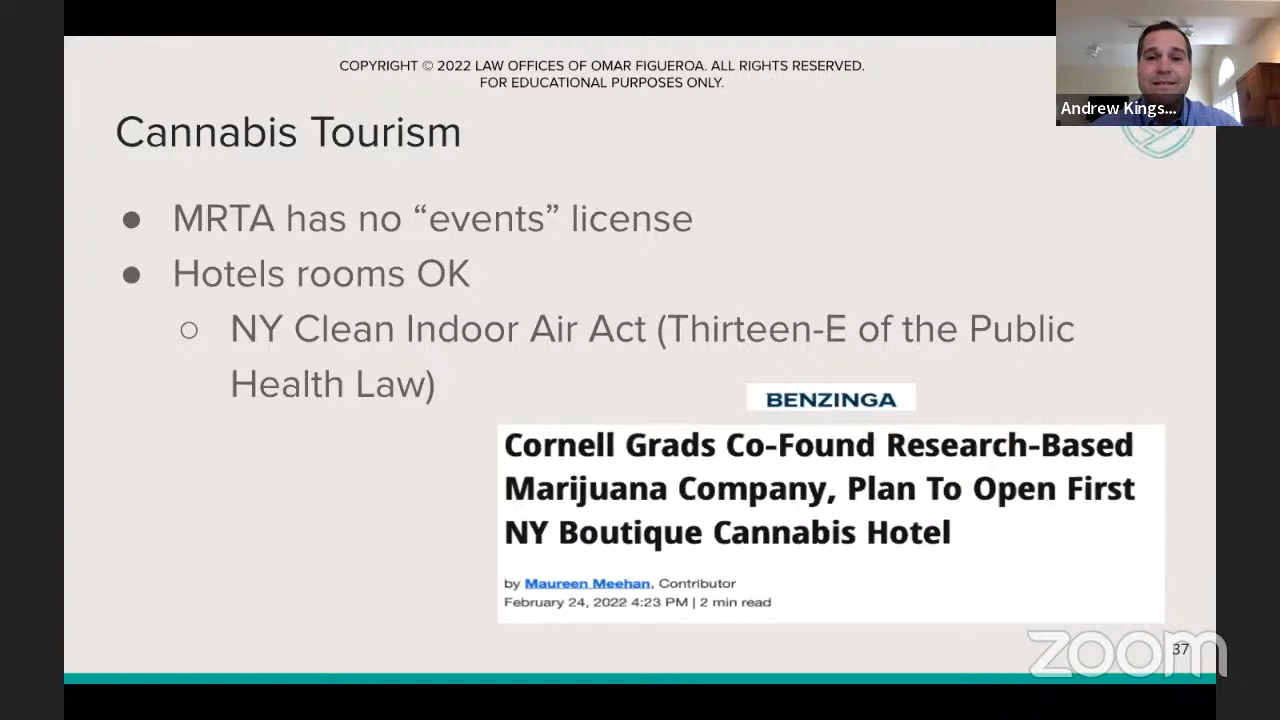 COPYRIGHT © 2022 LAW OFFICES OF OMAR FIGUEROA. ALL RIGHTS RESERVED.
FOR EDUCATIONAL PURPOSES ONLY.
Andrew Kings...
Cannabis Tourism
● MRTA has no “events” license
● Hotels rooms OK
○ NY Clean Indoor Air Act (Thirteen-E of the Public
Health Law)
BENZINGA
Cornell Grads Co-Found Research-Based
Marijuana Company, Plan To Open First
NY Boutique Cannabis Hotel
by Maureen Meehan, Contributor
February 24, 2022 4:23 PM | 2 min read
37
zoom